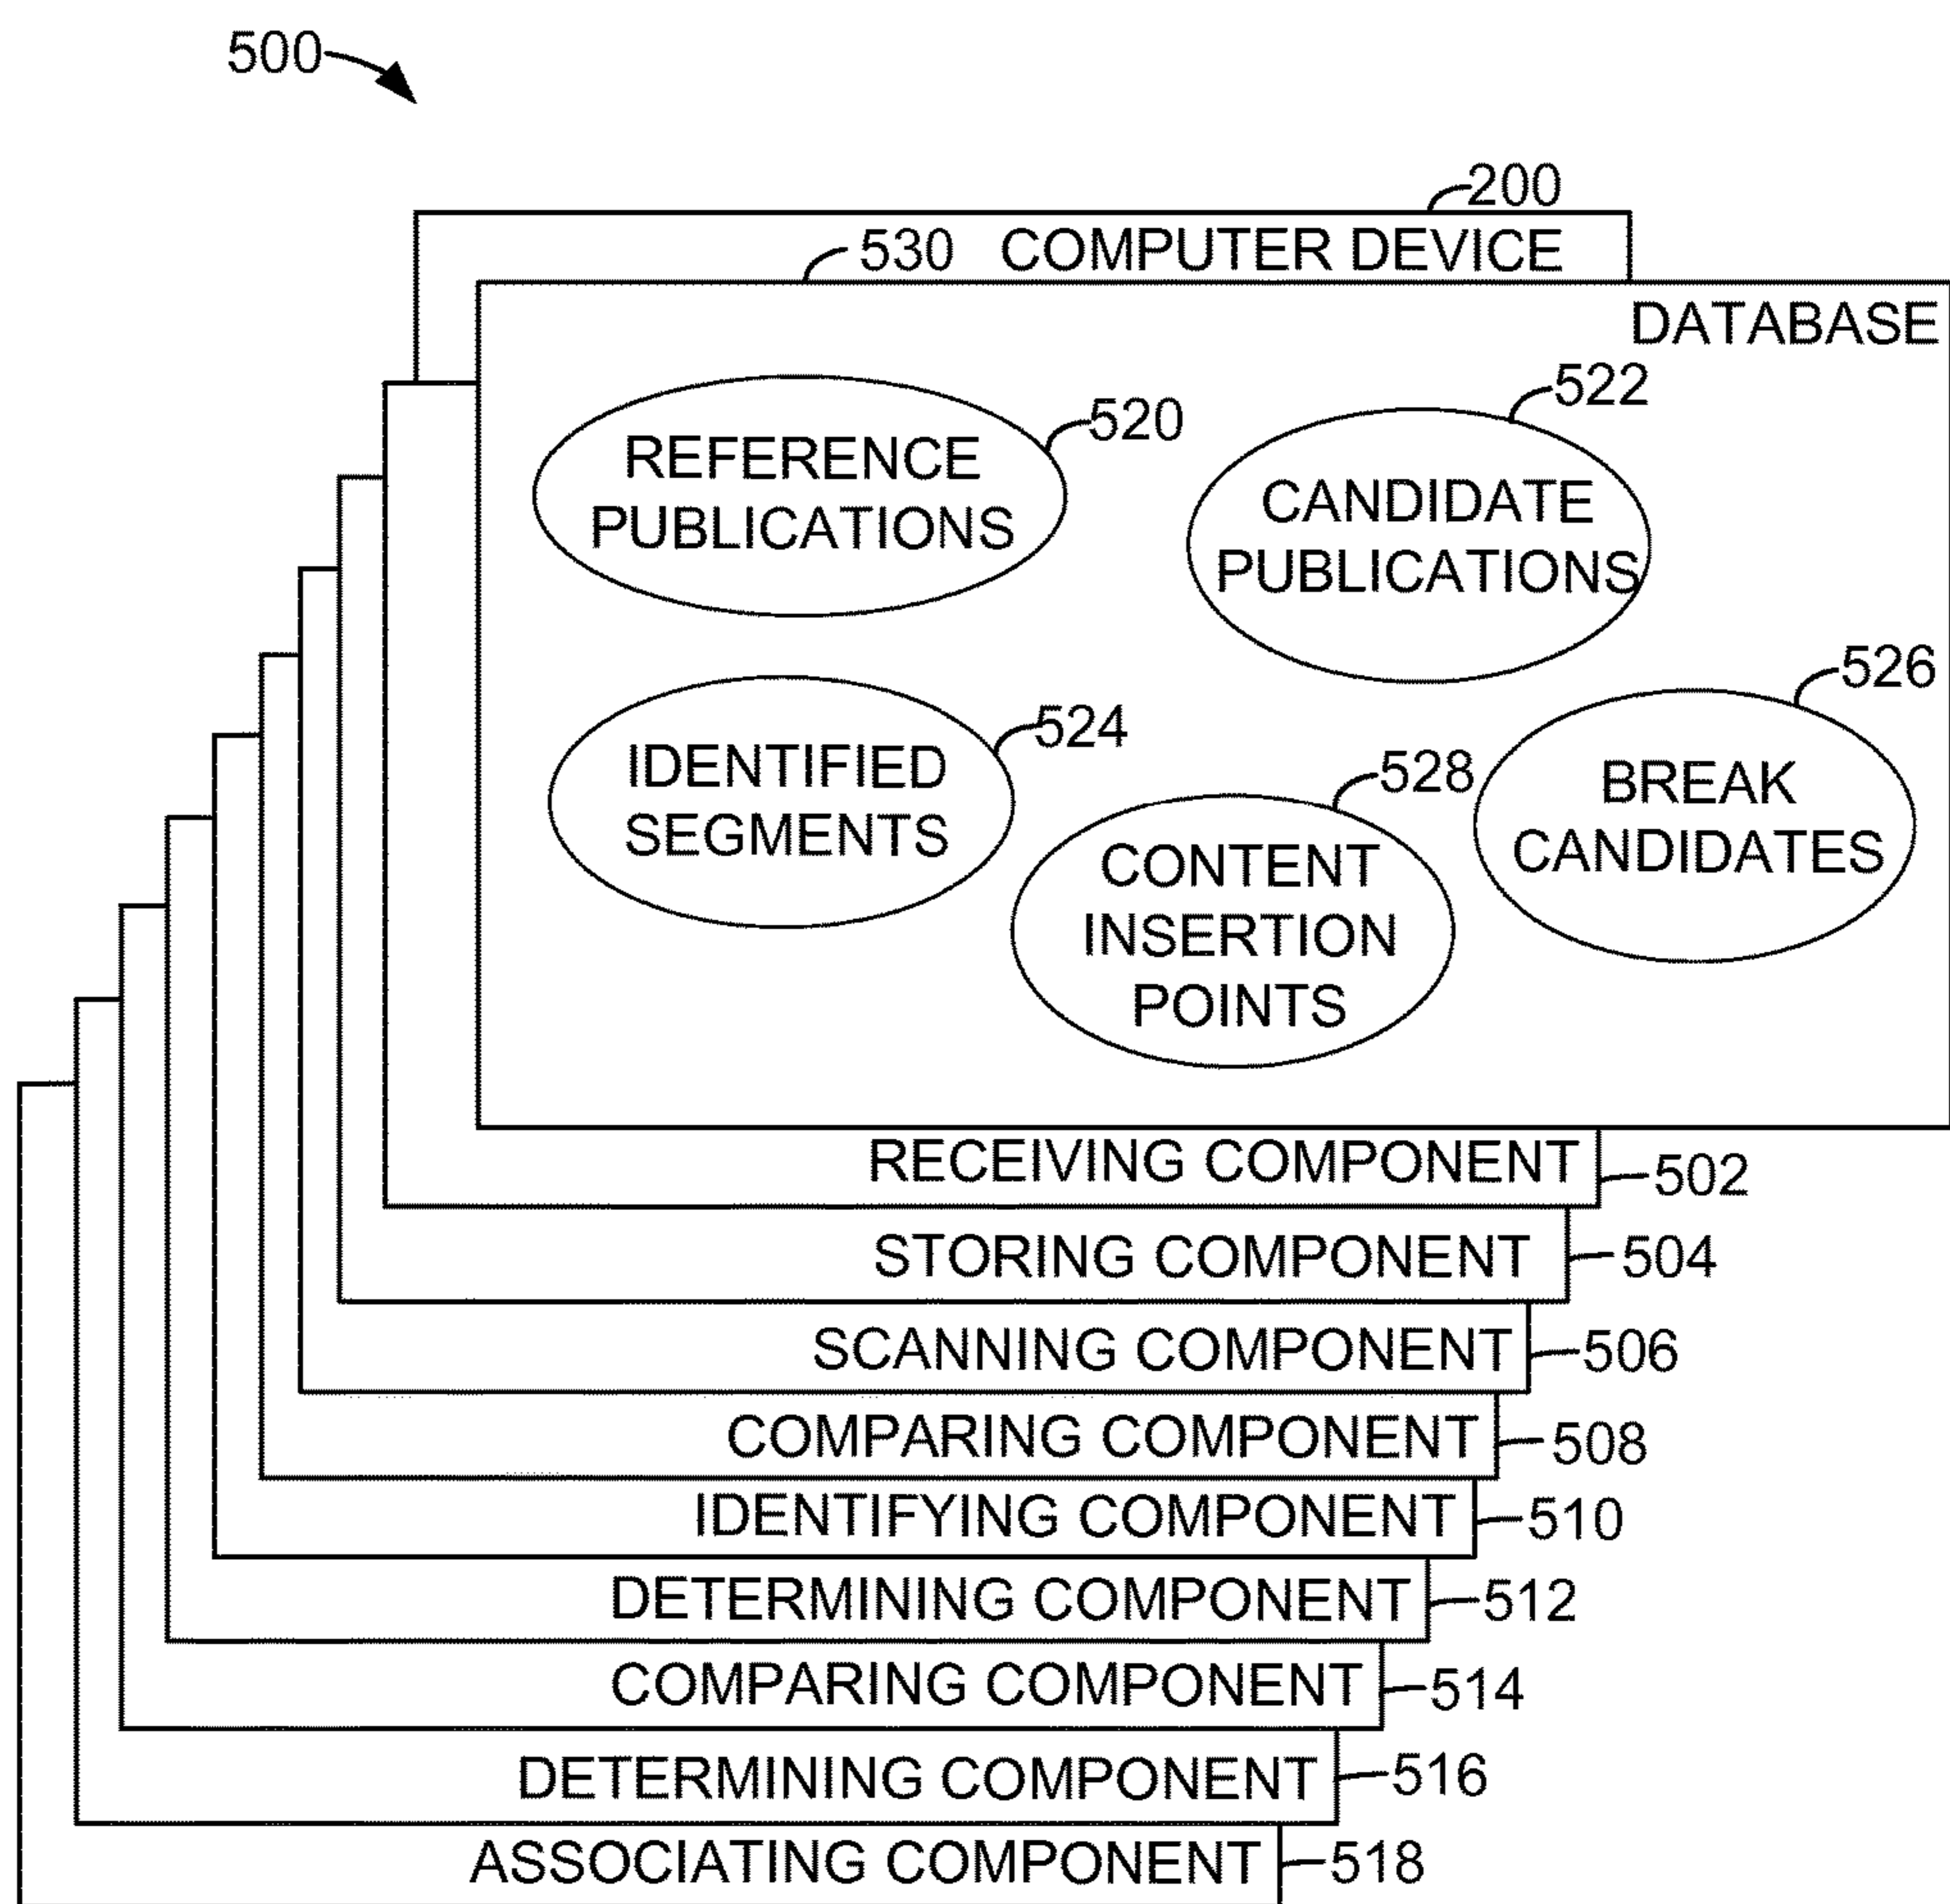 500
200
530 COMPUTER DEVICE
DATABASE
522
520
REFERENCE
PUBLICATIONS
CANDIDATE
PUBLICATIONS
526
524
IDENTIFIED
SEGMENTS
528
BREAK
CANDIDATES
CONTENT
INSERTION
POINTS
RECEIVING COMPONENT 502
STORING COMPONENT 504
SCANNING COMPONENT 506
COMPARING COMPONENT 508
IDENTIFYING COMPONENT 510
DETERMINING COMPONENT 512
COMPARING COMPONENT 514
DETERMINING COMPONENT 516
ASSOCIATING COMPONENT 518